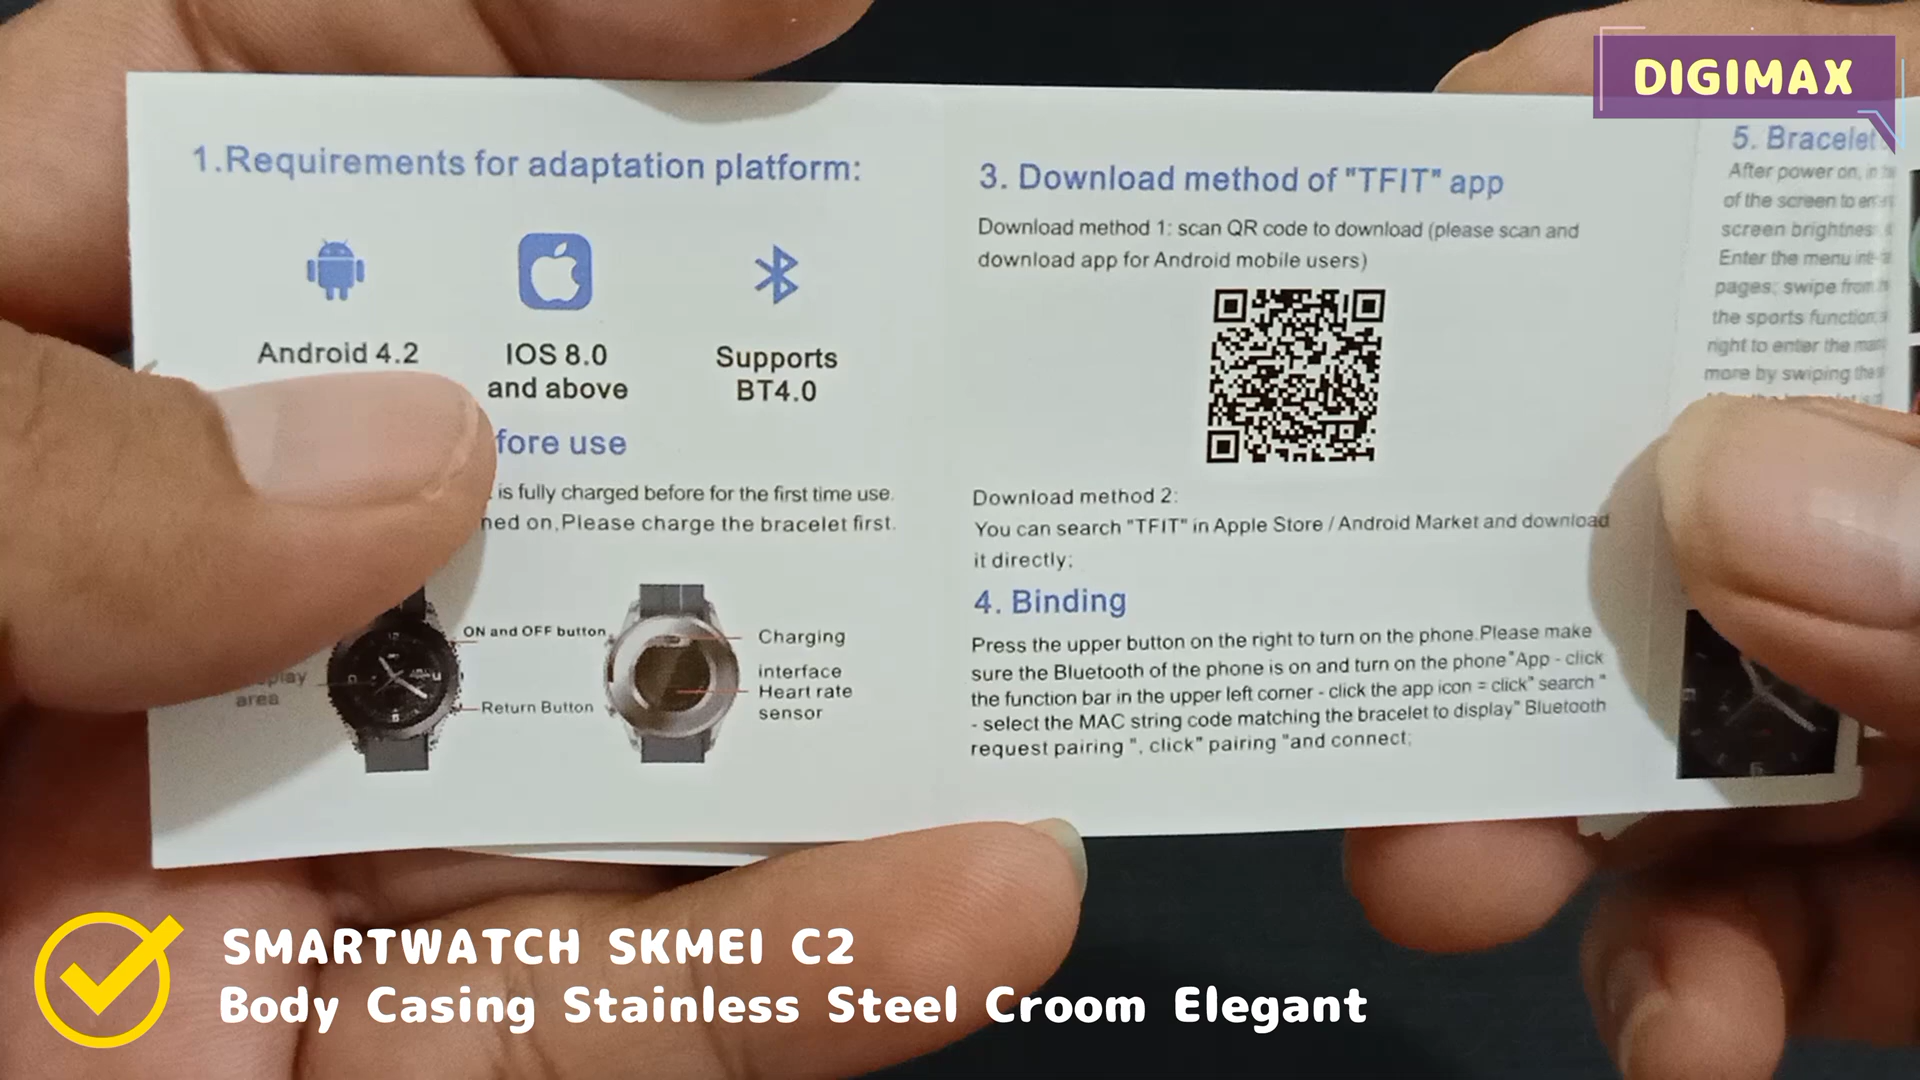 DIGIMAX
1.Requirements for adaptation platform:
Android 4.2
IOS 8.0
and above
Supports
BT4.0
fore use
is fully charged before for the first time use.
ned on,Please charge the bracelet first.
ON and OFF button
Return Button
area
Charging
interface
Heart rate
sensor
3. Download method of "TFIT" app
Download method 1: scan QR code to download (please scan and
download app for Android mobile users)
Download method 2:
You can search "TFIT" in Apple Store / Android Market and download
it directly;
4. Binding
Press the upper button on the right to turn on the phone.Please make
sure the Bluetooth of the phone is on and turn on the phone"App - click
the function bar in the upper left corner - click the app icon = click" search "
- select the MAC string code matching the bracelet to display" Bluetooth
request pairing ", click" pairing "and connect;
5. Bracelet
After power on, in
of the screen to
screen brightness
Enter the menu
pages; swipe from
the sports function
right to enter the
more by swiping
SMARTWATCH SKMEI C2
Body Casing Stainless Steel Croom Elegant